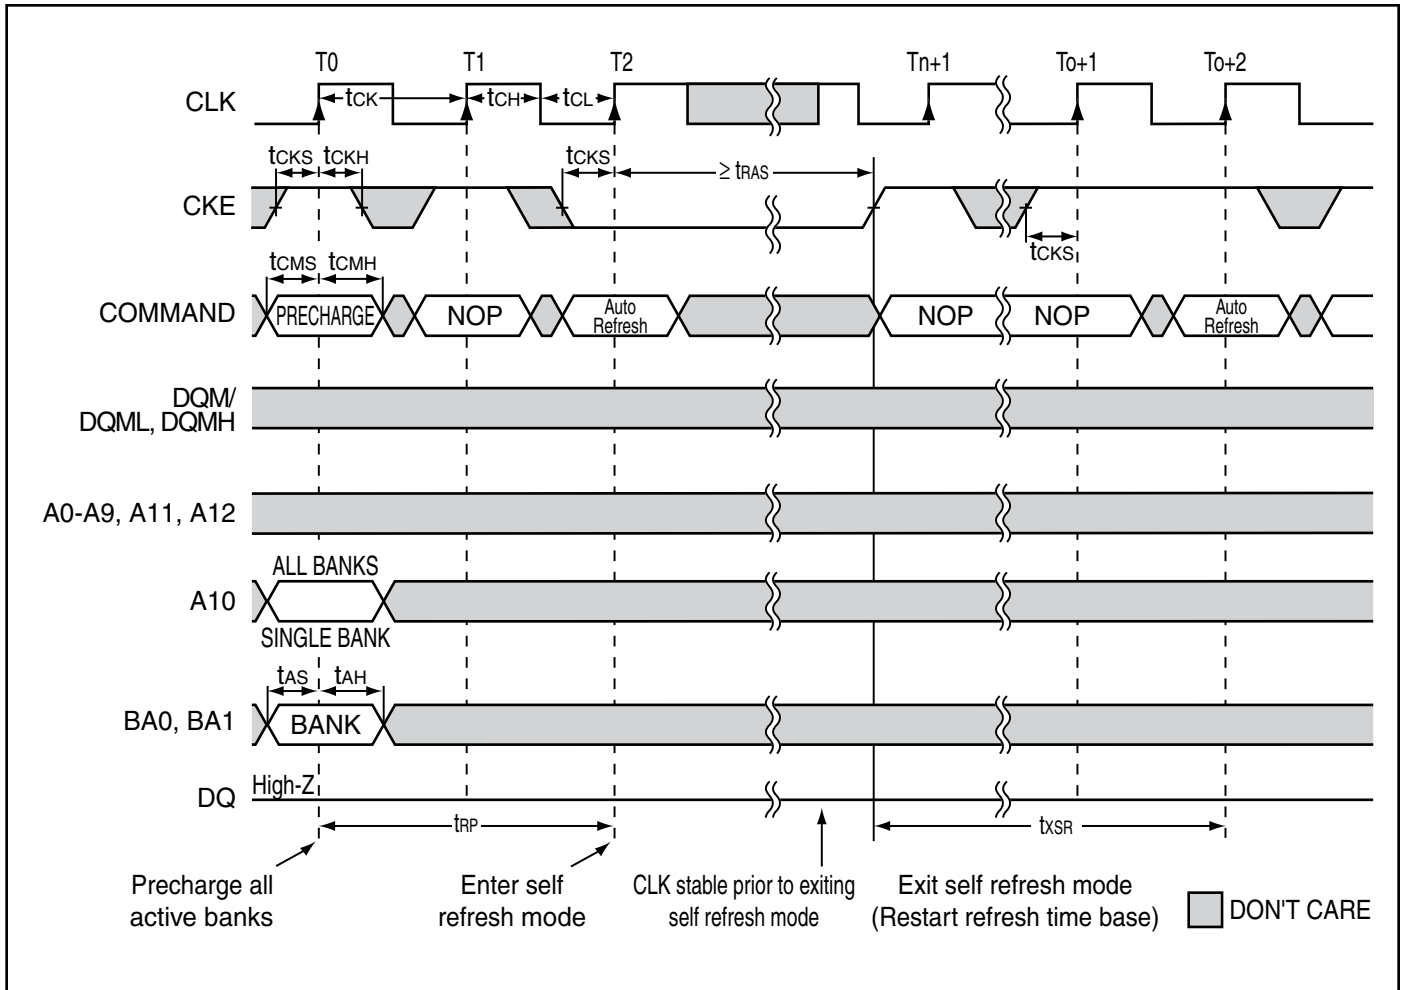 T0 T1 T2 Tn+1 To+1 To+2
CLK tCK tCH tCL
tCKS tCKH tCKS ≥ tRAS
CKE
tCKS
tCMS tCMH
COMMAND PRECHARGE NOP Auto Refresh NOP NOP Auto Refresh
DQM/
DQML, DQMH
A0-A9, A11, A12
ALL BANKS
A10
SINGLE BANK
tAS tAH
BA0, BA1 BANK
DQ High-Z
tRP tXSR
Precharge all
active banks
Enter self
refresh mode
CLK stable prior to exiting
self refresh mode
Exit self refresh mode
(Restart refresh time base)
DON'T CARE